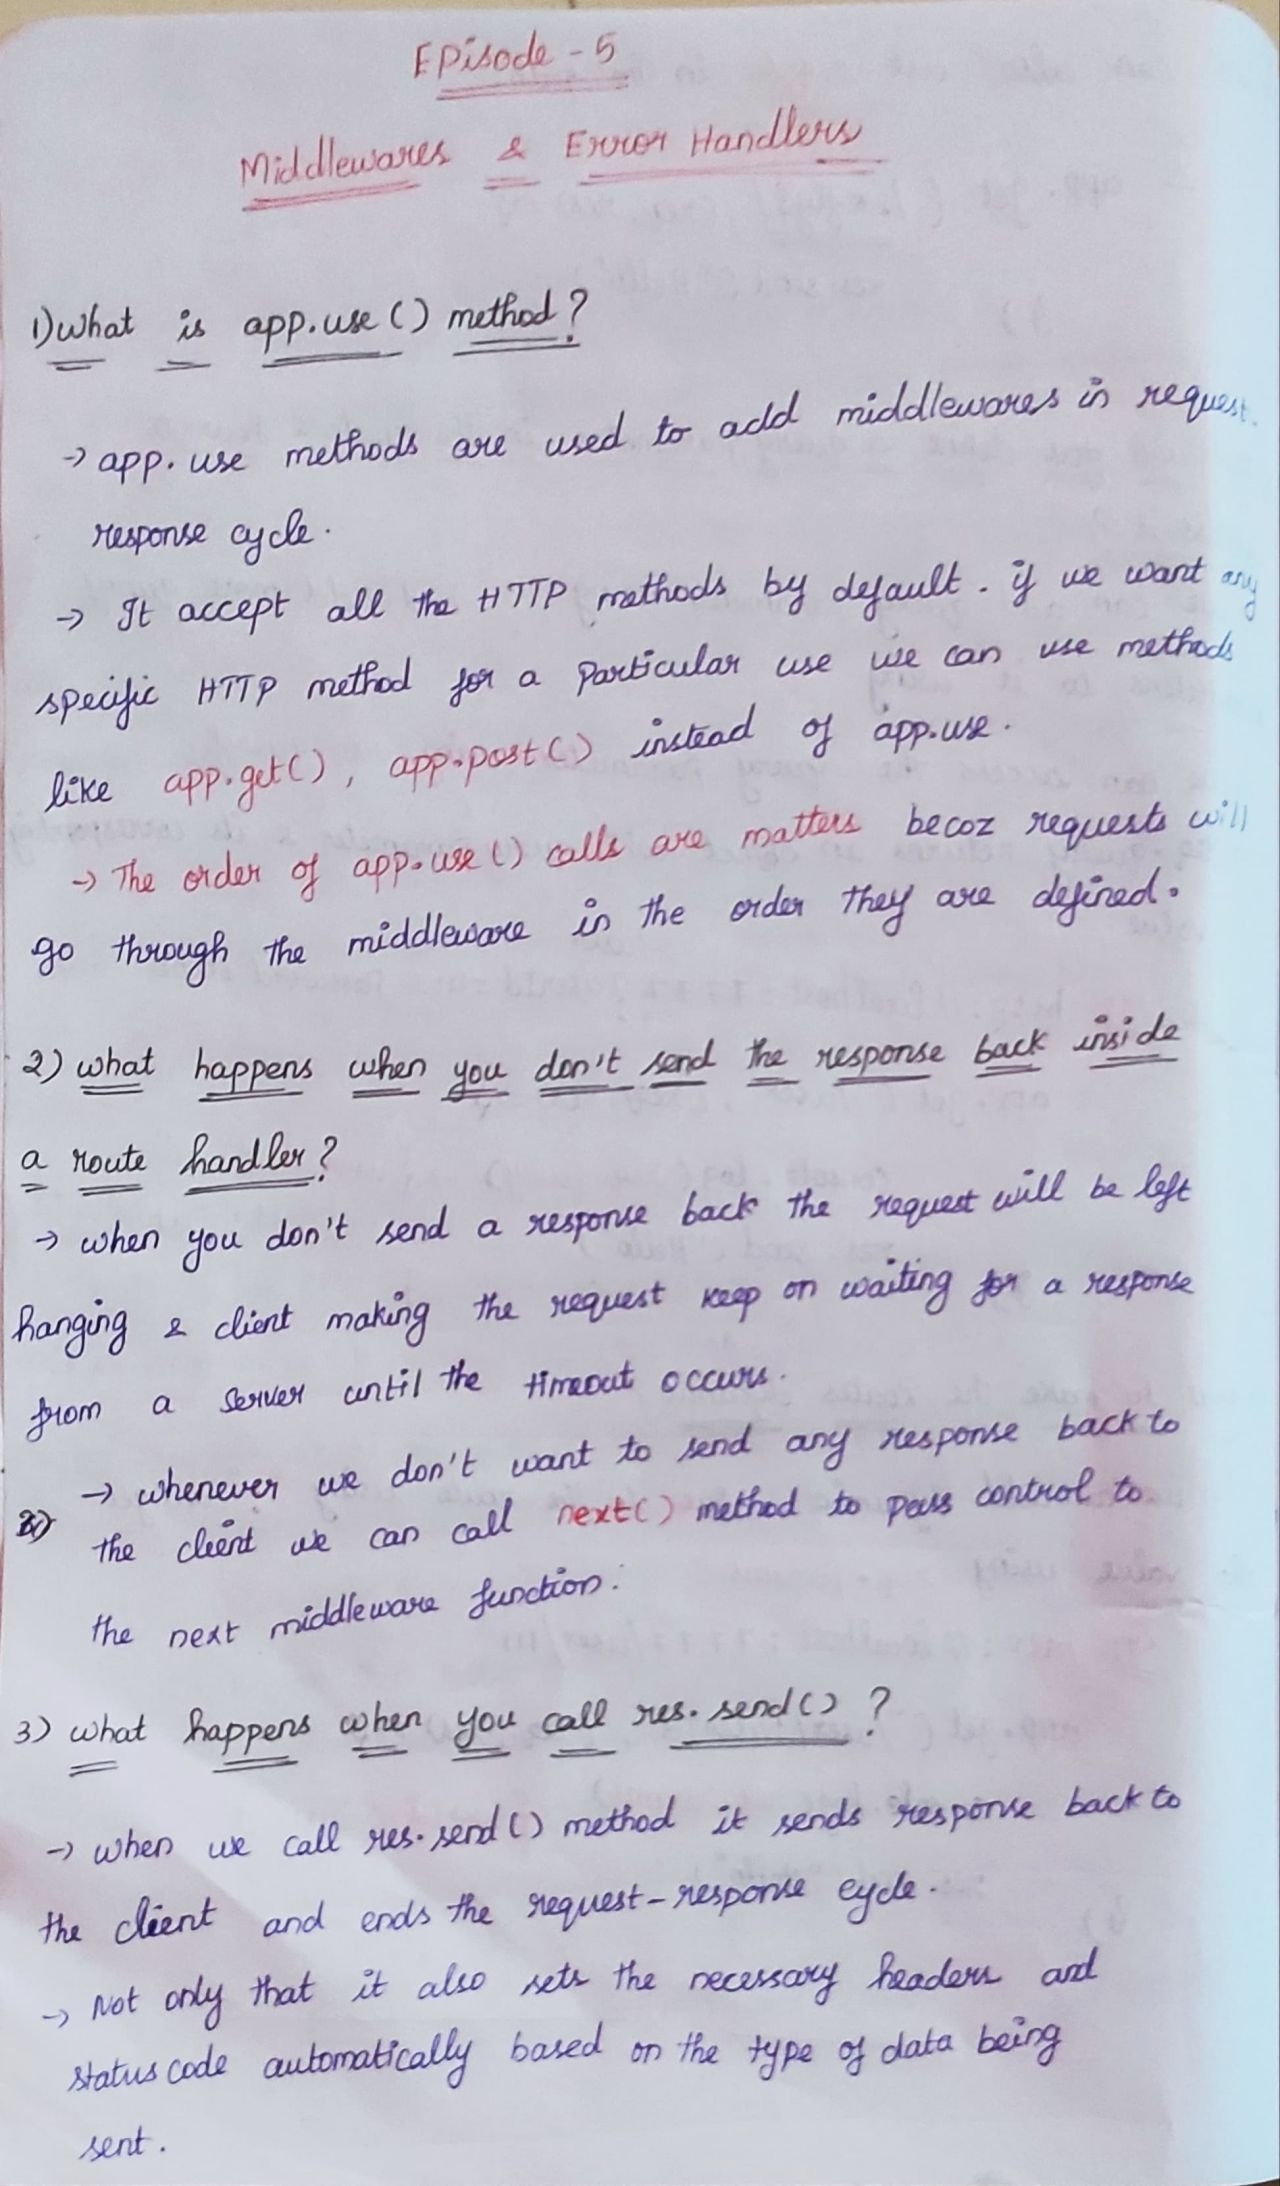 Episode - 5
Middlewares & Error Handlers
1) What is app.use () method?
→ app. use methods are used to add middlewares in request.
response cycle.
→ It accept all the HTTP methods by default. if we want any
specific HTTP method for a particular use we can use methods
like app.get(), app.post() instead of app.use.
→ The order of app.use() calls are matters becoz requests will
go through the middleware in the order they are defined.
2) what happens when you don't send the response back inside
a route handler?
→ when you don't send a response back the request will be left
hanging & client making the request keep on waiting for a response
from a server until the timeout occurs.
→ whenever we don't want to send any response back to
the client we can call next() method to pass control to
the next middleware function.
3) what happens when you call res. send() ?
→ when we call res. send() method it sends response back to
the client and ends the request-response cycle.
→ Not only that it also sets the necessary headers and
status code automatically based on the type of data being
sent.